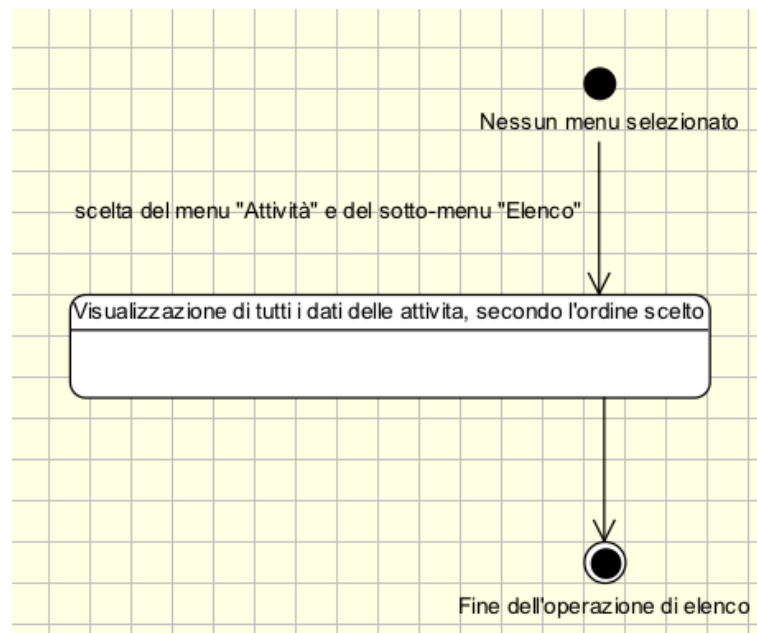 Nessun menu selezionato
scelta del menu "Attività" e del sotto-menu "Elenco"
Visualizzazione di tutti i dati delle attivita, secondo l'ordine scelto
Fine dell'operazione di elenco